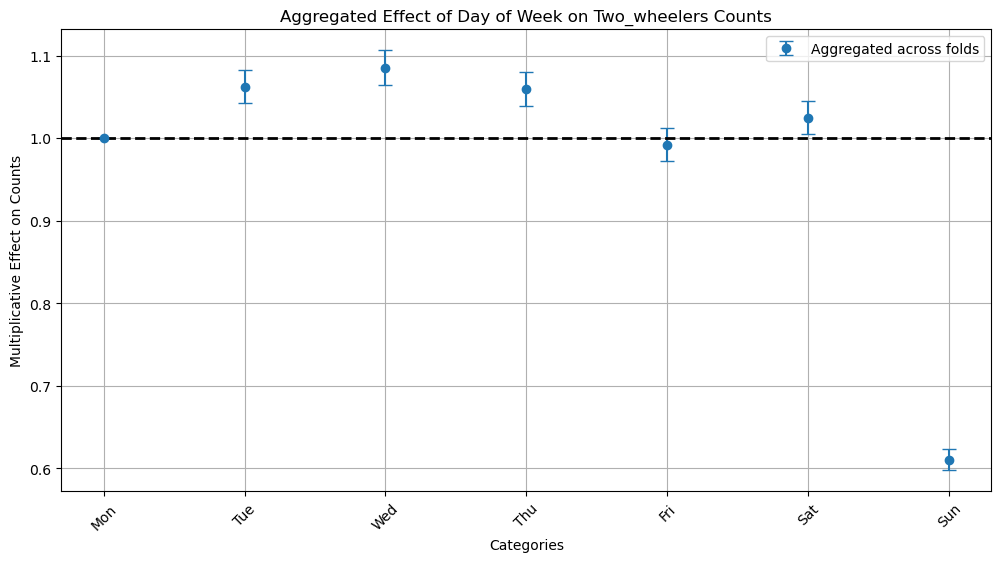 Aggregated Effect of Day of Week on Two_wheelers Counts
Aggregated across folds
Multiplicative Effect on Counts
1.1
1.0
0.9
0.8
0.7
0.6
Mon
Tue
Wed
Thu
Fri
Sat
Sun
Categories